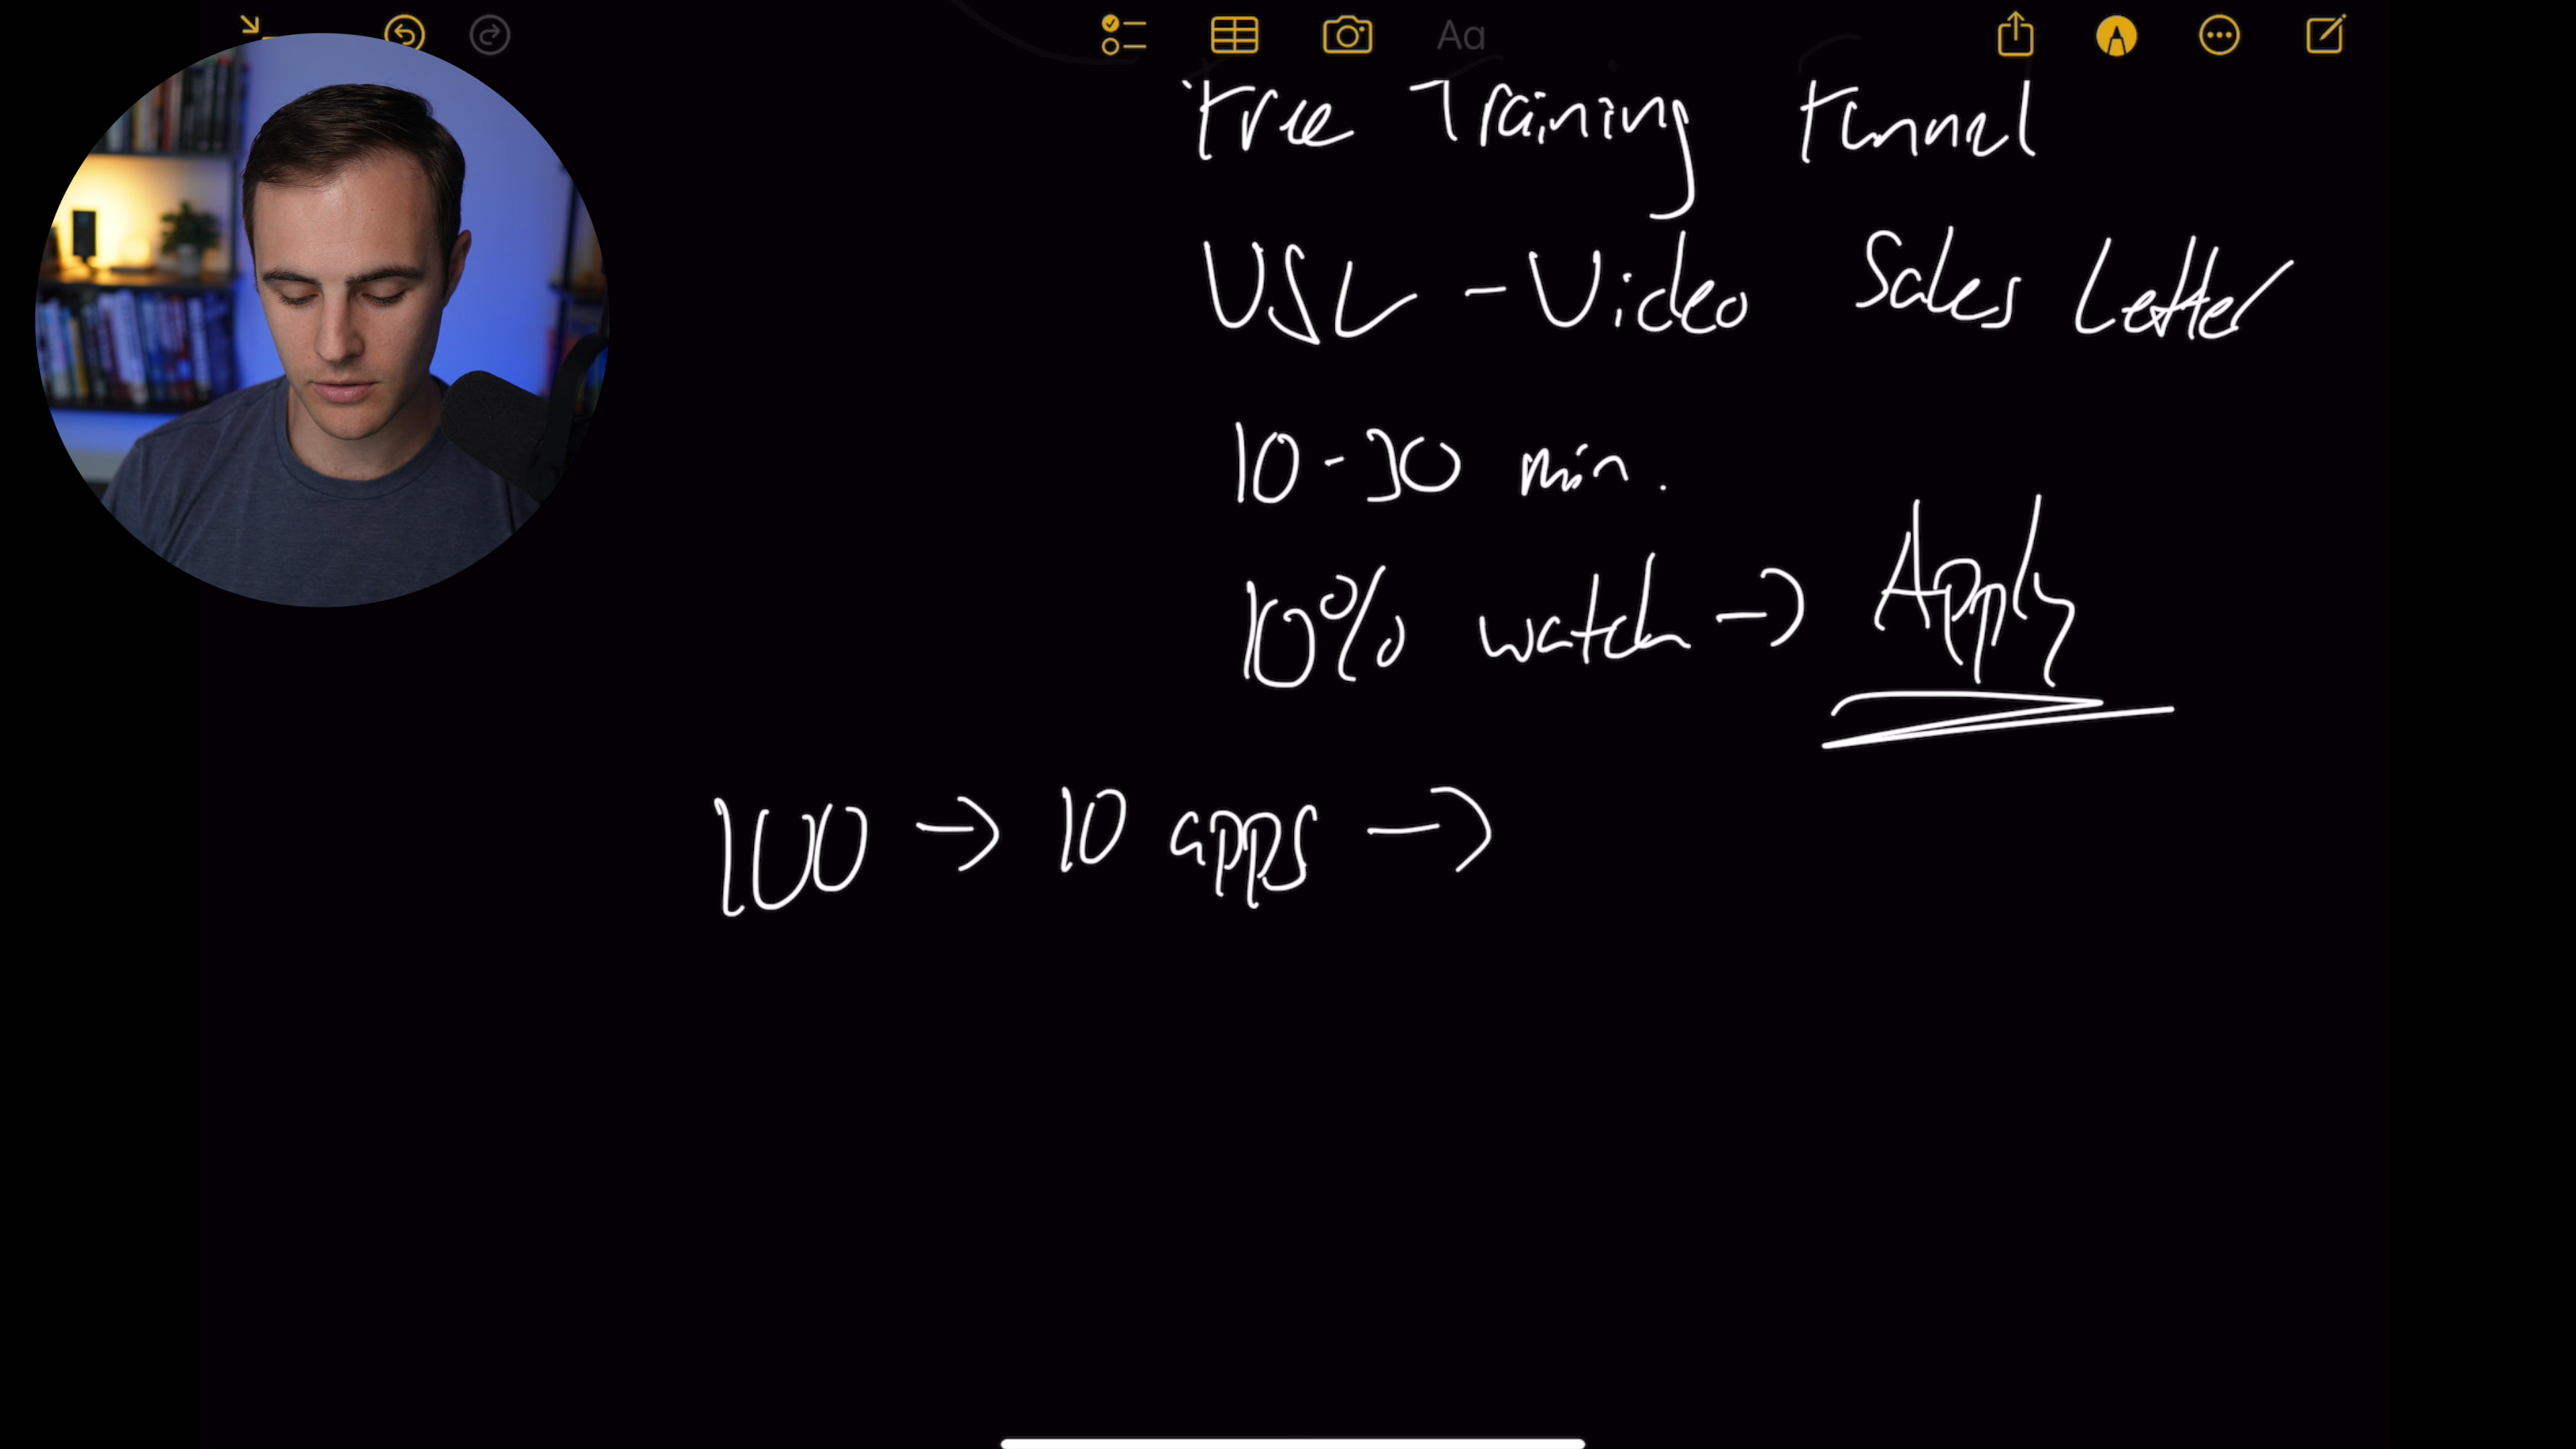 Aa
Free Training Funnel
VSL - Video Sales Letter
10-30 min.
10% watch → Apply
100 → 10 apps →